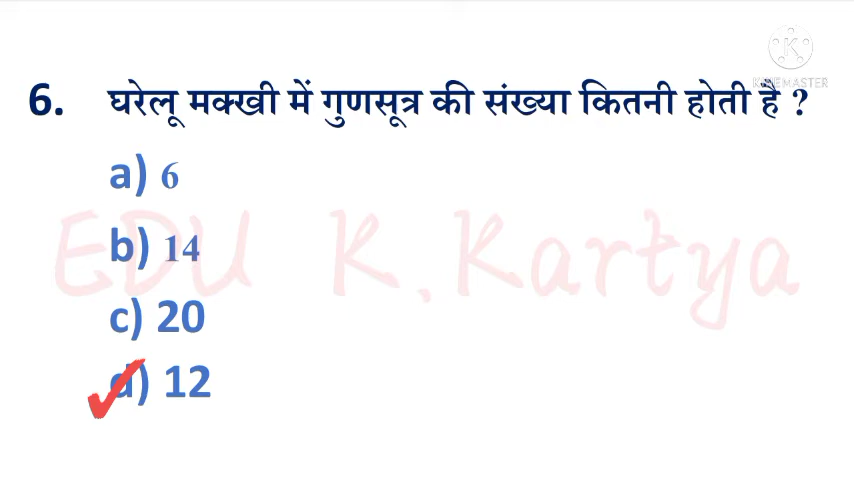 KINEMASTER
6. घरेलू मक्खी में गुणसूत्र की संख्या कितनी होती है ?
a) 6
b) 14
EDU K.Kartya
c) 20
d) 12